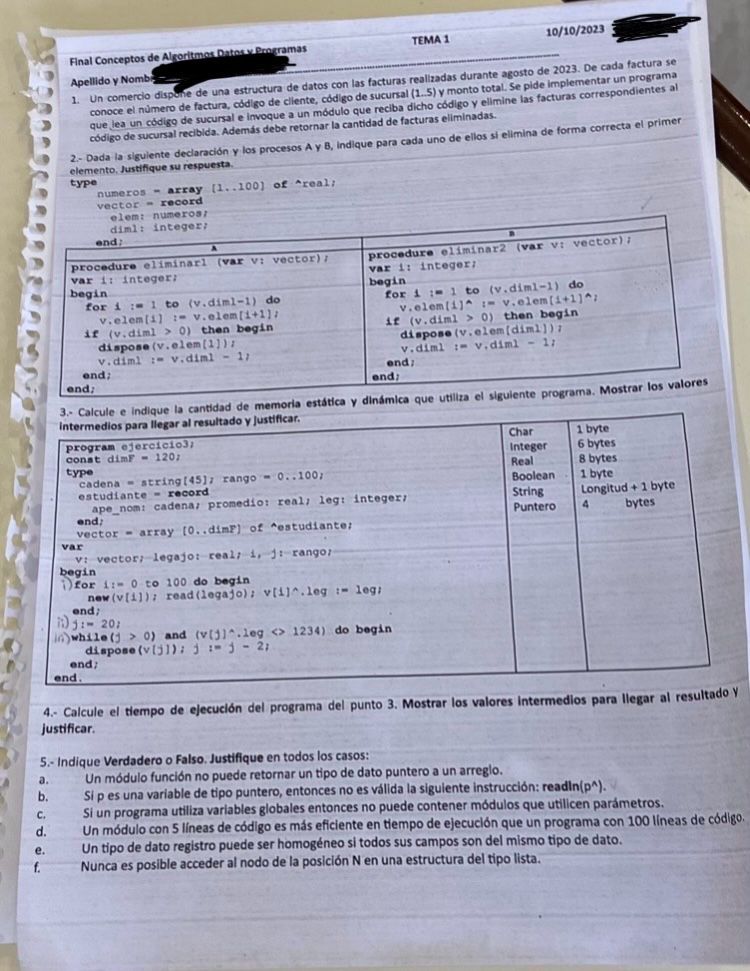 Final Conceptos de Algoritmos Datos y Programas TEMA 1 10/10/2023
Apellido y Nomb
1. Un comercio dispone de una estructura de datos con las facturas realizadas durante agosto de 2023. De cada factura se
conoce el número de factura, código de cliente, código de sucursal (1..5) y monto total. Se pide implementar un programa
que lea un código de sucursal e invoque a un módulo que reciba dicho código y elimine las facturas correspondientes al
código de sucursal recibida. Además debe retornar la cantidad de facturas eliminadas.
2.- Dada la siguiente declaración y los procesos A y B, indique para cada uno de ellos si elimina de forma correcta el primer
elemento. Justifique su respuesta.
type
numeros = array [1..100] of ^real;
vector = record
elem: numeros;
diml: integer;
end;
A
procedure eliminar1 (var v: vector);
var i: integer;
begin
for i := 1 to (v.diml-1) do
v.elem[i] := v.elem[i+1];
if (v.diml > 0) then begin
dispose(v.elem[1]);
v.diml := v.diml - 1;
end;
end;
B
procedure eliminar2 (var v: vector);
var i: integer;
begin
for i := 1 to (v.diml-1) do
v.elem[i]^ := v.elem[i+1]^;
if (v.diml > 0) then begin
dispose(v.elem[diml]);
v.diml := v.diml - 1;
end;
end;
3.- Calcule e indique la cantidad de memoria estática y dinámica que utiliza el siguiente programa. Mostrar los valores
intermedios para llegar al resultado y justificar.
program ejercicio3;
const dimF = 120;
type
cadena = string[45]; rango = 0..100;
estudiante = record
ape_nom: cadena; promedio: real; leg: integer;
end;
vector = array [0..dimF] of ^estudiante;
var
v: vector; legajo: real; i, j: rango;
begin
i) for i:= 0 to 100 do begin
new(v[i]); read(legajo); v[i]^.leg := leg;
end;
ii) j:= 20;
iii) while(j > 0) and (v[j]^.leg <> 1234) do begin
dispose(v[j]); j := j - 2;
end;
end.
Char 1 byte
Integer 6 bytes
Real 8 bytes
Boolean 1 byte
String Longitud + 1 byte
Puntero 4 bytes
4.- Calcule el tiempo de ejecución del programa del punto 3. Mostrar los valores intermedios para llegar al resultado y
justificar.
5.- Indique Verdadero o Falso. Justifique en todos los casos:
a. Un módulo función no puede retornar un tipo de dato puntero a un arreglo.
b. Si p es una variable de tipo puntero, entonces no es válida la siguiente instrucción: readln(p^).
c. Si un programa utiliza variables globales entonces no puede contener módulos que utilicen parámetros.
d. Un módulo con 5 líneas de código es más eficiente en tiempo de ejecución que un programa con 100 líneas de código.
e. Un tipo de dato registro puede ser homogéneo si todos sus campos son del mismo tipo de dato.
f. Nunca es posible acceder al nodo de la posición N en una estructura del tipo lista.